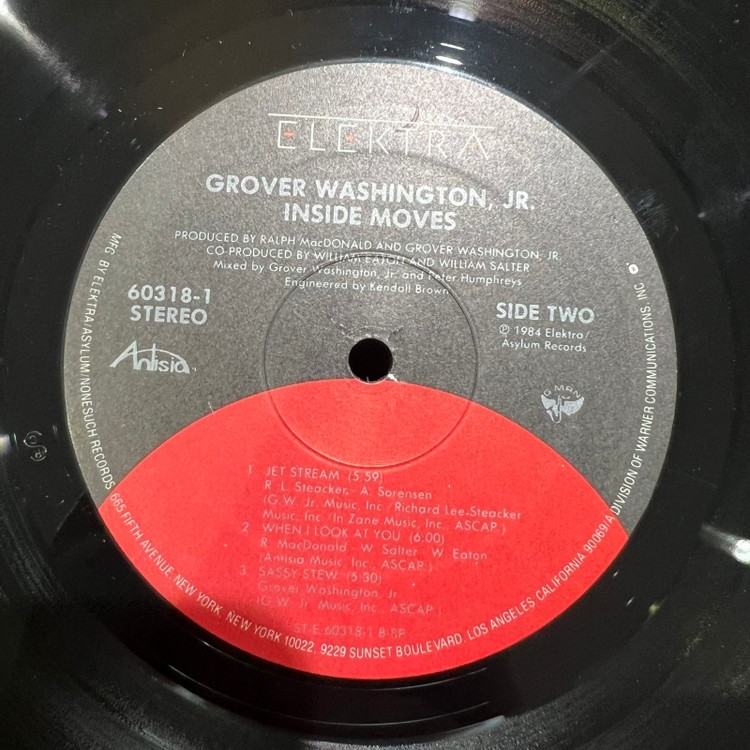 ELEKTRA
GROVER WASHINGTON, JR.
INSIDE MOVES
PRODUCED BY RALPH MacDONALD AND GROVER WASHINGTON, JR.
CO PRODUCED BY WILLIAM EATON AND WILLIAM SALTER
Mixed by Grover Washington, Jr. and Peter Humphreys
Engineered by Kendall Brown
60318-1
STEREO
SIDE TWO
℗ 1984 Elektra/
Asylum Records
Antisia
G MAN
1. JET STREAM (5:59)
R. L. Steacker - A. Sorensen
(G.W. Jr. Music, Inc./Richard Lee-Steacker
Music, Inc./In Zane Music, Inc., ASCAP.)
2. WHEN I LOOK AT YOU (6:00)
R. MacDonald - W. Salter - W. Eaton
(Antisia Music, Inc., ASCAP.)
3. SASSY STEW (5:30)
Grover Washington, Jr.
(G.W. Jr. Music, Inc., ASCAP.)
ST-E-60318-1 B-SP
MFG. BY ELEKTRA/ASYLUM/NONESUCH RECORDS, 665 FIFTH AVENUE, NEW YORK, NEW YORK 10022, 9229 SUNSET BOULEVARD, LOS ANGELES, CALIFORNIA 90069/A DIVISION OF WARNER COMMUNICATIONS, INC.